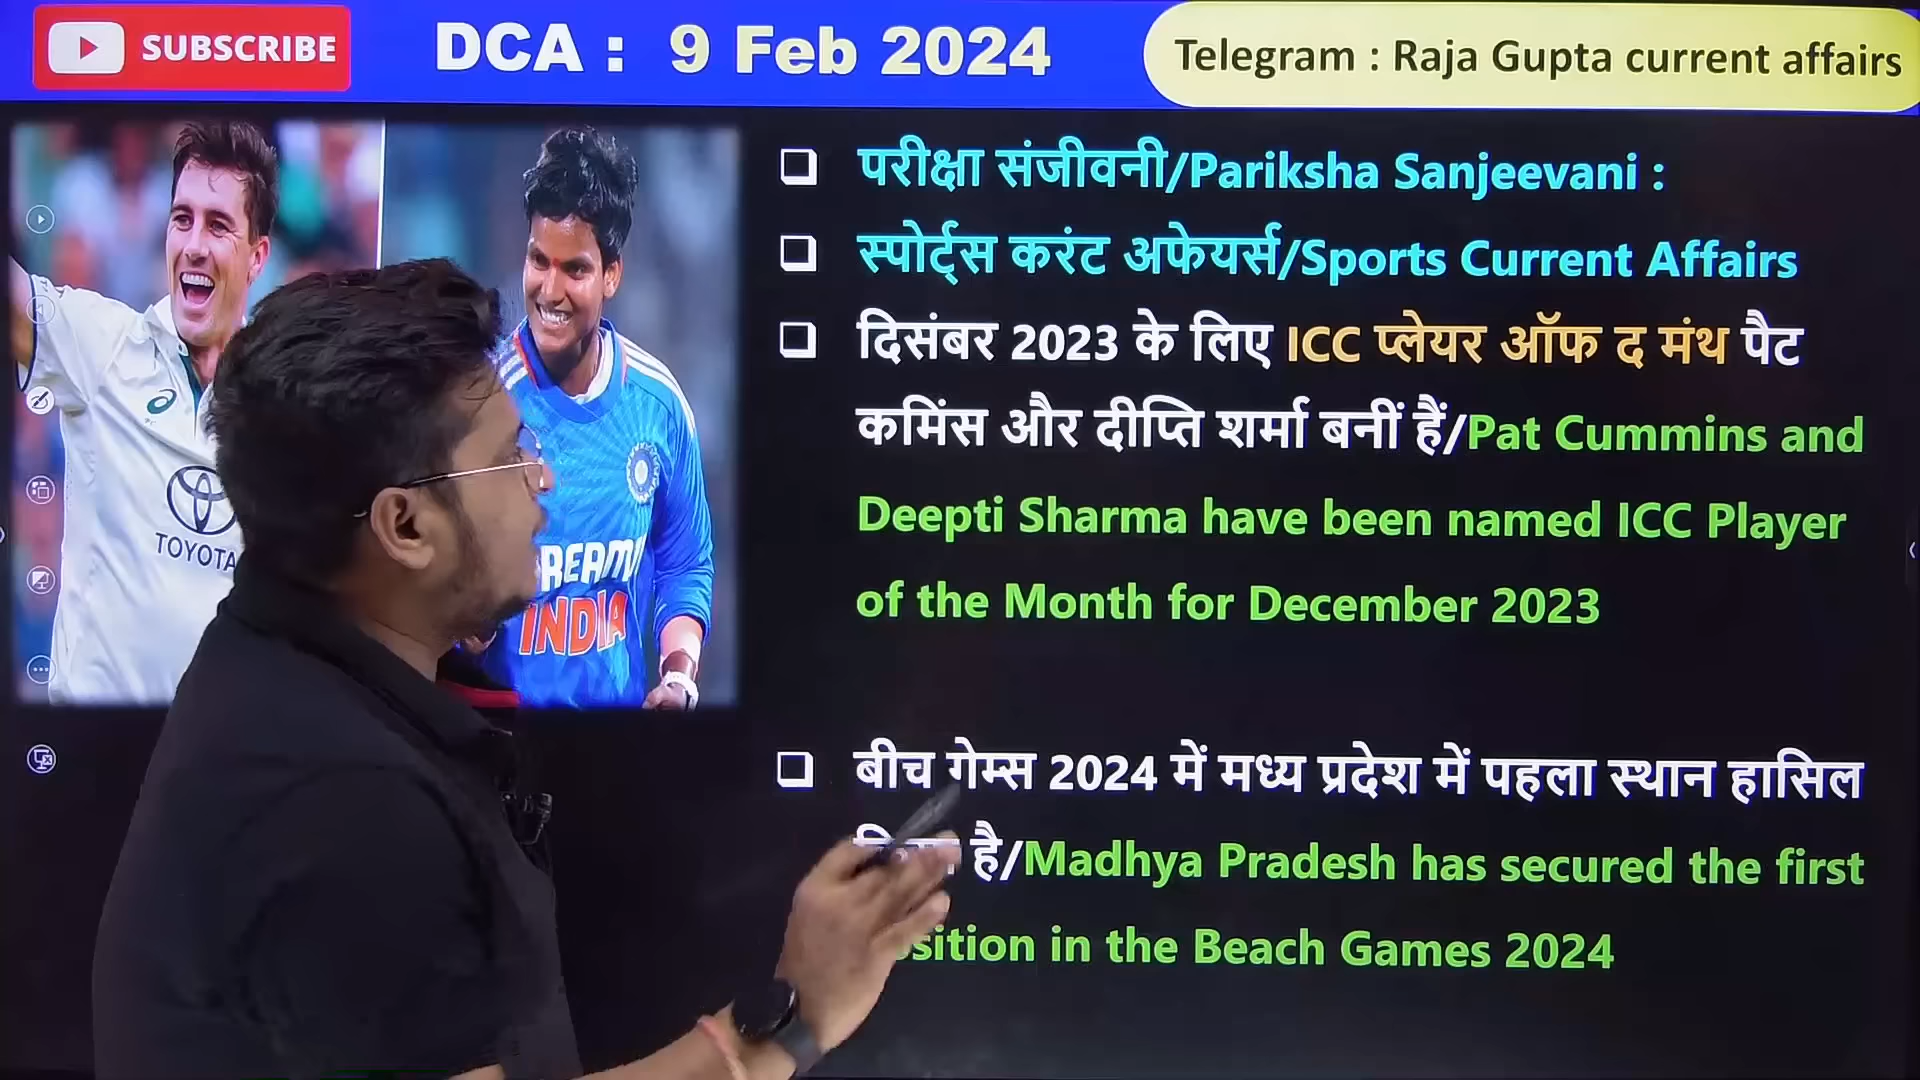 SUBSCRIBE
DCA : 9 Feb 2024
Telegram : Raja Gupta current affairs
परीक्षा संजीवनी/Pariksha Sanjeevani :
स्पोर्ट्स करंट अफेयर्स/Sports Current Affairs
दिसंबर 2023 के लिए ICC प्लेयर ऑफ द मंथ पैट
कमिंस और दीप्ति शर्मा बनीं हैं/Pat Cummins and
Deepti Sharma have been named ICC Player
of the Month for December 2023
बीच गेम्स 2024 में मध्य प्रदेश में पहला स्थान हासिल
है/Madhya Pradesh has secured the first
in the Beach Games 2024
TOYOTA
INDIA